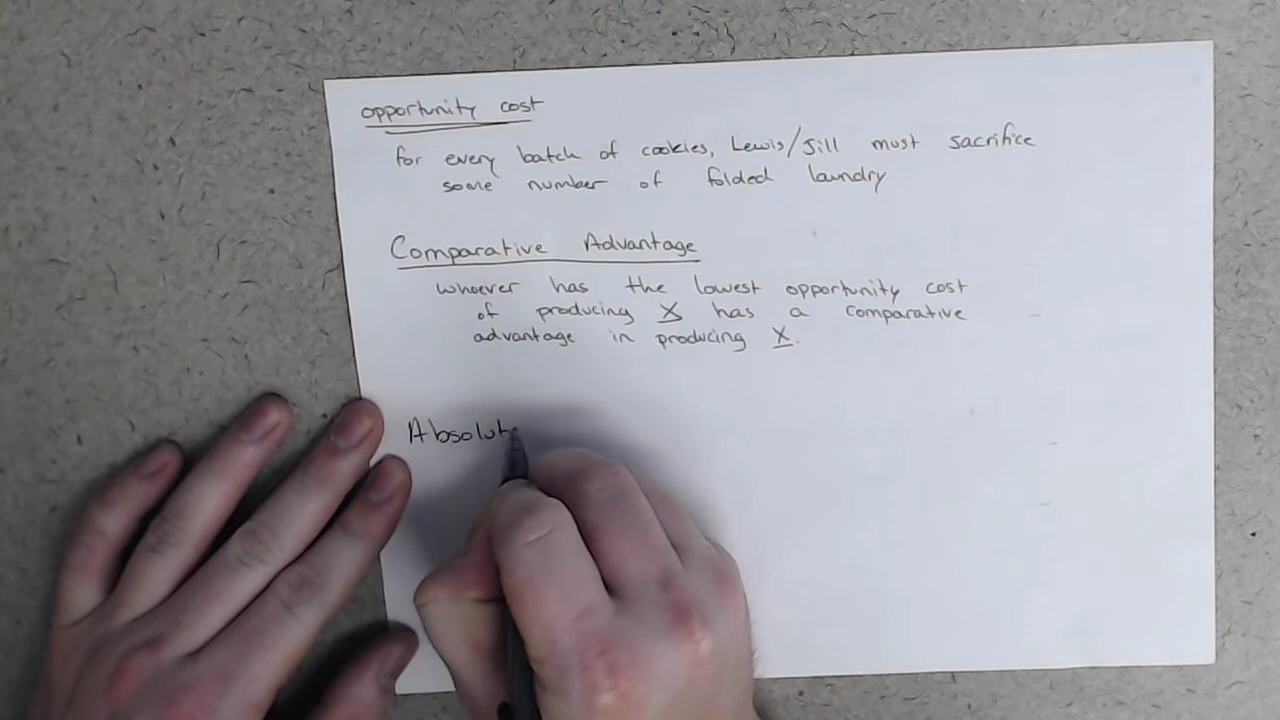 opportunity cost
for every batch of cookies, Lewis/Jill must sacrifice
some number of folded laundry
Comparative Advantage
whoever has the lowest opportunity cost
of producing X has a comparative
advantage in producing X.
Absolut